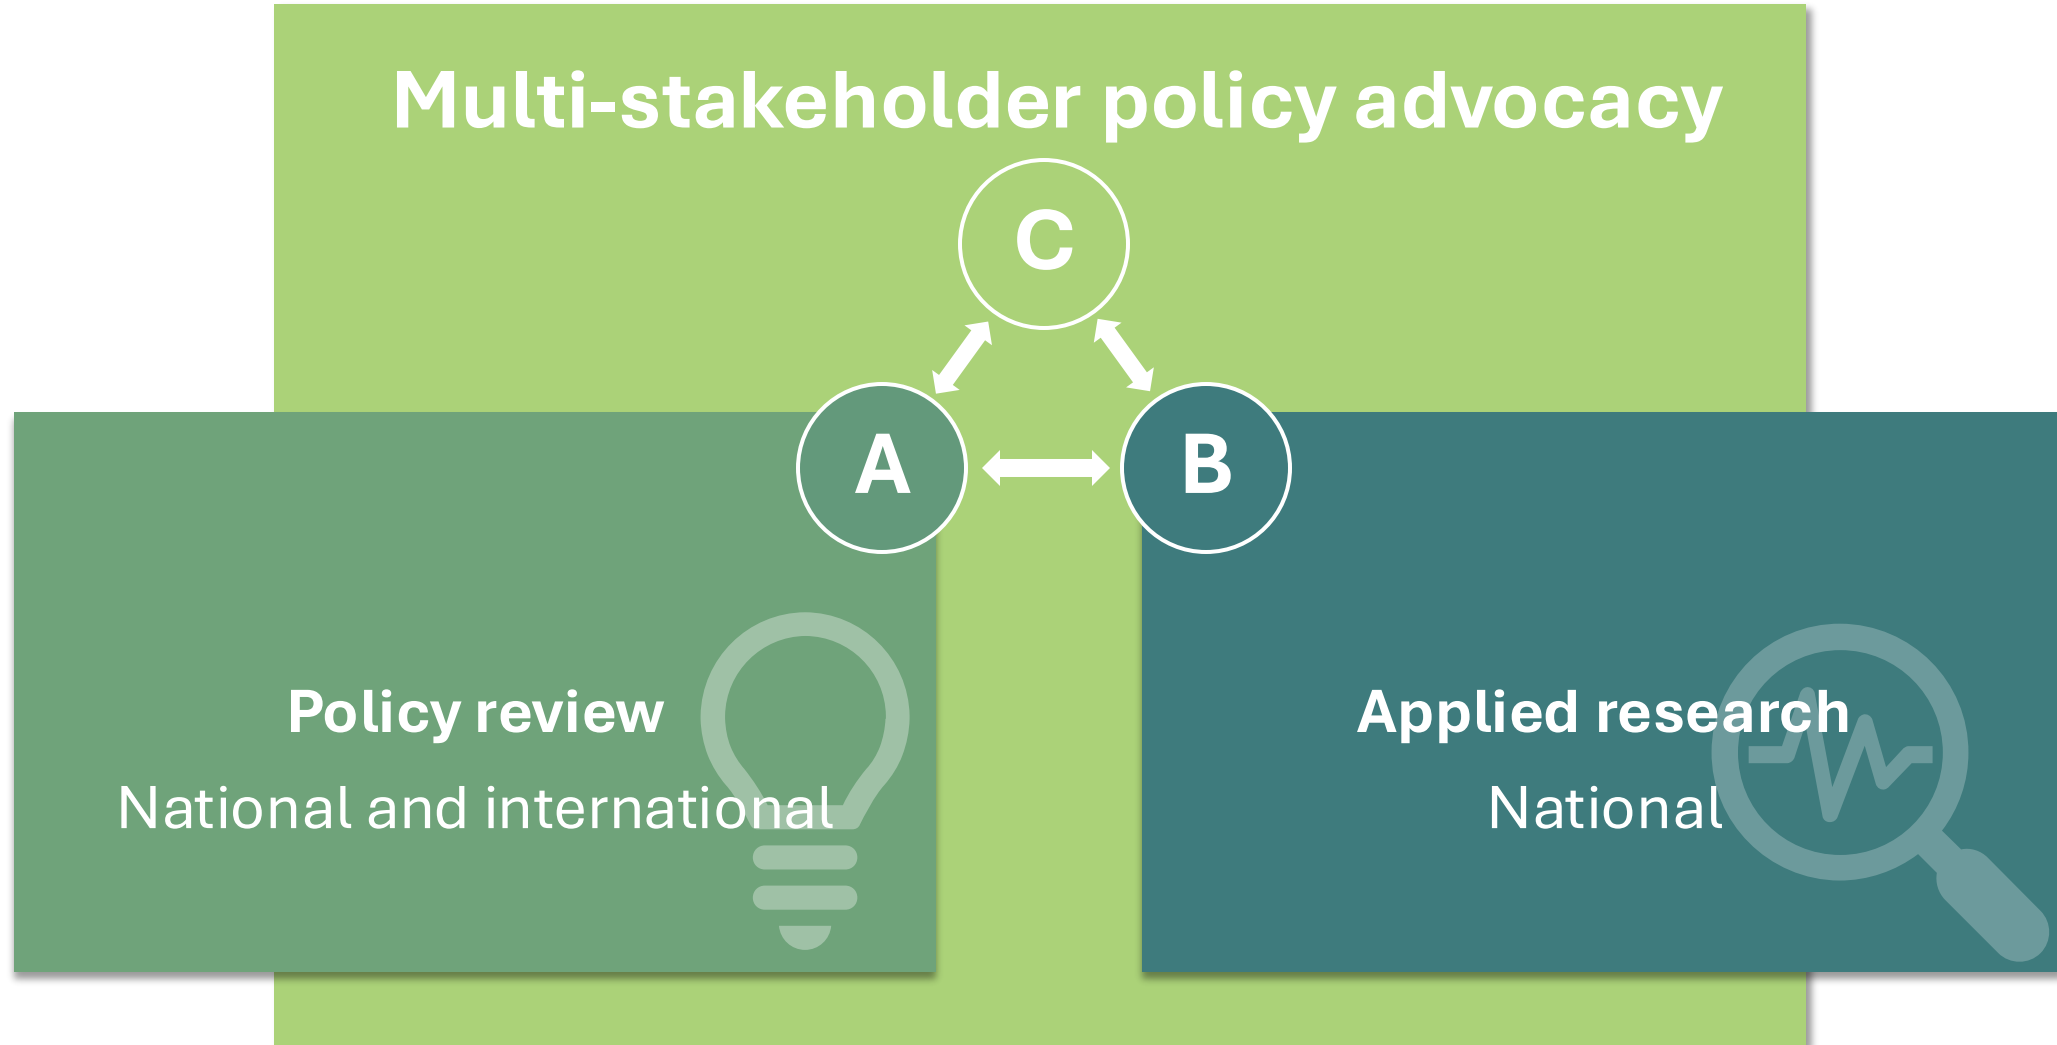 Multi-stakeholder policy advocacy
C
A
B
Policy review
National and international
Applied research
National